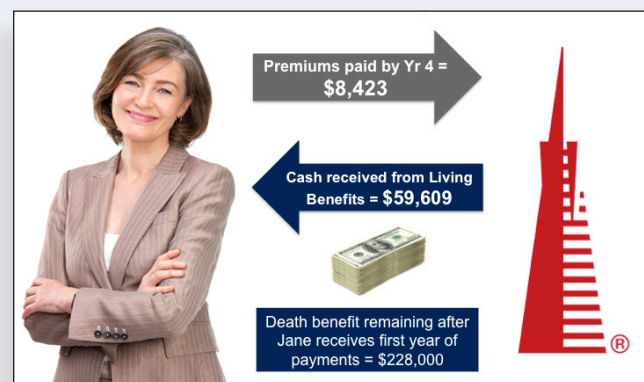 Premiums paid by Yr 4 =
$8,423
Cash received from Living
Benefits = $59,609
Death benefit remaining after
Jane receives first year of
payments = $228,000
®